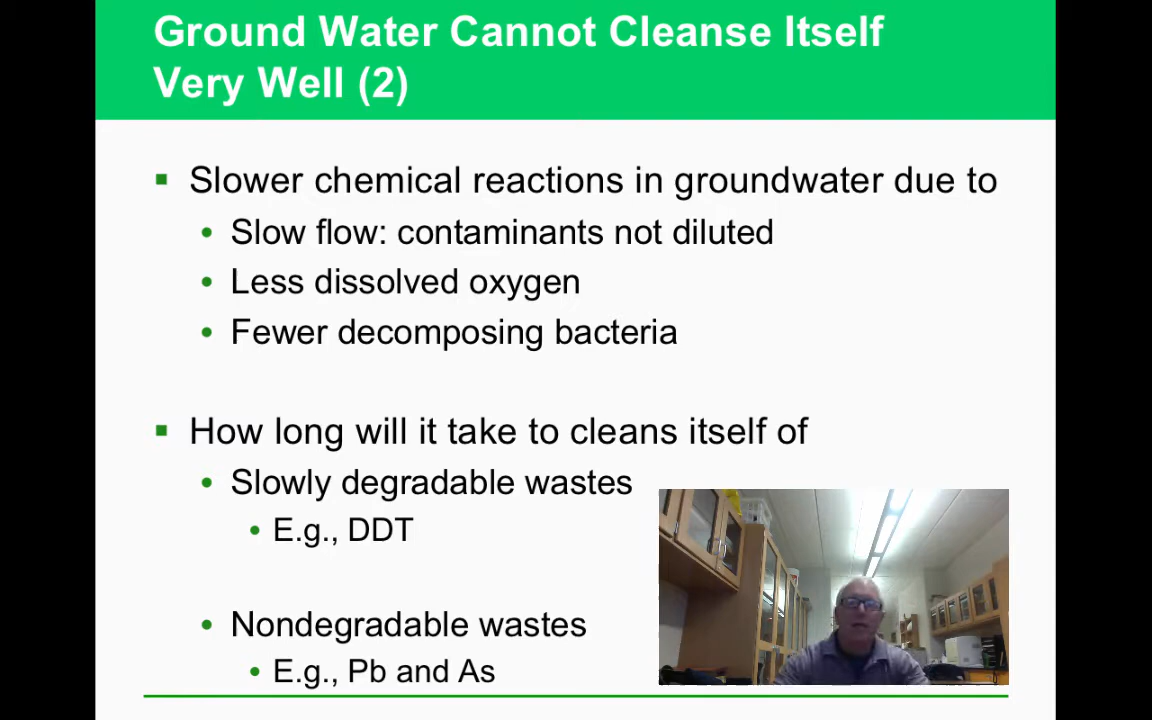 Ground Water Cannot Cleanse Itself
Very Well (2)
Slower chemical reactions in groundwater due to
Slow flow: contaminants not diluted
Less dissolved oxygen
Fewer decomposing bacteria
How long will it take to cleans itself of
Slowly degradable wastes
E.g., DDT
Nondegradable wastes
E.g., Pb and As